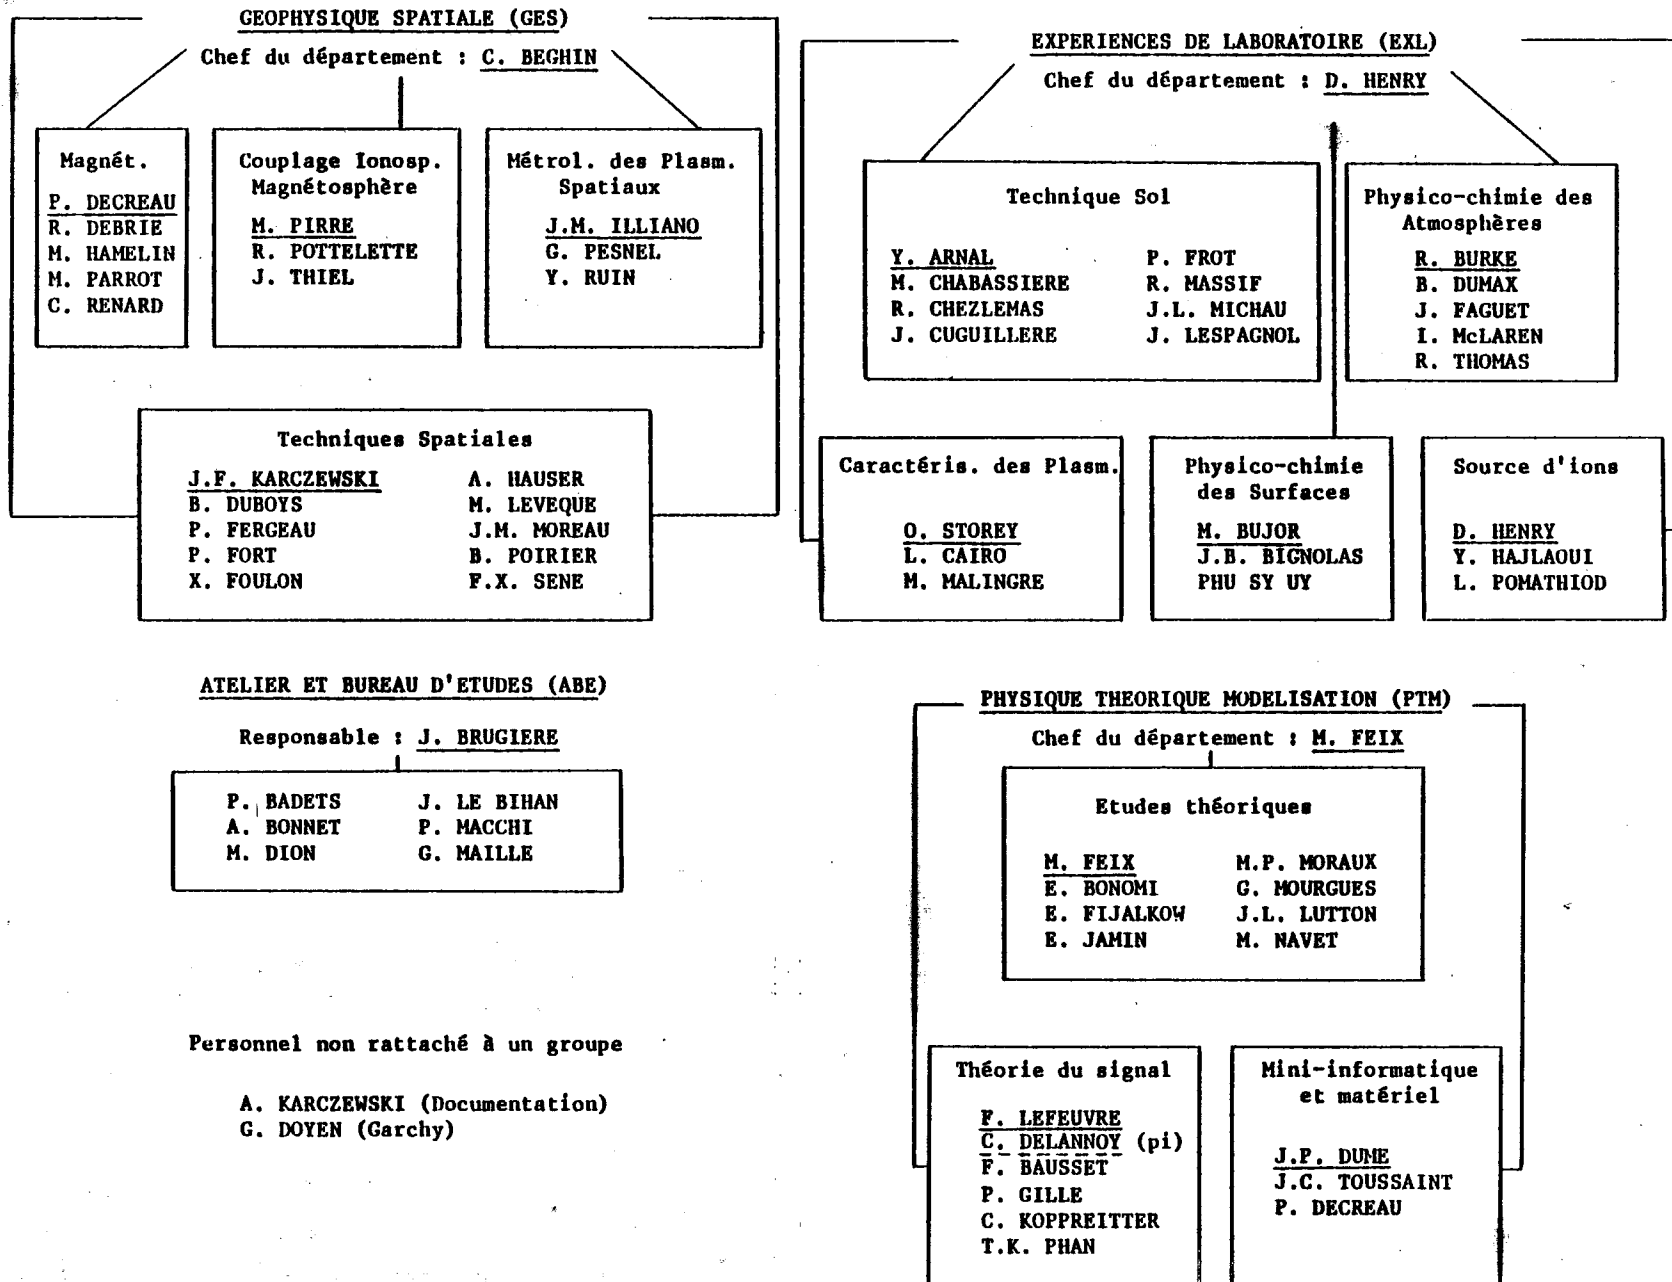 GEOPHYSIQUE SPATIALE (GES)
Chef du département : C. BEGHIN
Magnét.
P. DECREAU
R. DEBRIE
M. HAMELIN
M. PARROT
C. RENARD
Couplage Ionosp.
Magnétosphère
M. PIRRE
R. POTTELETTE
J. THIEL
Métrol. des Plasm.
Spatiaux
J.M. ILLIANO
G. PESNEL
Y. RUIN
Techniques Spatiales
J.F. KARCZEWSKI
B. DUBOYS
P. FERGEAU
P. FORT
X. FOULON
A. HAUSER
M. LEVEQUE
J.M. MOREAU
B. POIRIER
F.X. SENE
EXPERIENCES DE LABORATOIRE (EXL)
Chef du département : D. HENRY
Technique Sol
Y. ARNAL
M. CHABASSIERE
R. CHEZLEMAS
J. CUGUILLERE
P. FROT
R. MASSIF
J.L. MICHAU
J. LESPAGNOL
Physico-chimie des
Atmosphères
R. BURKE
B. DUMAX
J. FAGUET
I. McLAREN
R. THOMAS
Caractéris. des Plasm.
O. STOREY
L. CAIRO
M. MALINGRE
Physico-chimie
des Surfaces
M. BUJOR
J.B. BIGNOLAS
PHU SY UY
Source d'ions
D. HENRY
Y. HAJLAOUI
L. POMATHIOD
ATELIER ET BUREAU D'ETUDES (ABE)
Responsable : J. BRUGIERE
P. BADETS
A. BONNET
M. DION
J. LE BIHAN
P. MACCHI
G. MAILLE
Personnel non rattaché à un groupe
A. KARCZEWSKI (Documentation)
G. DOYEN (Garchy)
PHYSIQUE THEORIQUE MODELISATION (PTM)
Chef du département : M. FEIX
Etudes théoriques
M. FEIX
E. BONOMI
E. FIJALKOW
E. JAMIN
M.P. MORAUX
G. MOURGUES
J.L. LUTTON
M. NAVET
Théorie du signal
F. LEFEUVRE
C. DELANNOY (pi)
F. BAUSSET
P. GILLE
C. KOPPREITTER
T.K. PHAN
Mini-informatique
et matériel
J.P. DUME
J.C. TOUSSAINT
P. DECREAU